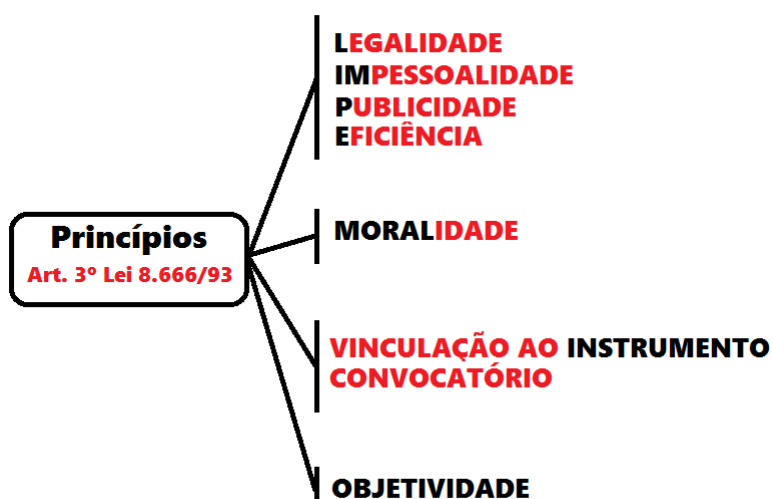 LEGALIDADE
IMPESSOALIDADE
PUBLICIDADE
EFICIÊNCIA
MORALIDADE
Princípios
Art. 3º Lei 8.666/93
VINCULAÇÃO AO INSTRUMENTO
CONVOCATÓRIO
OBJETIVIDADE